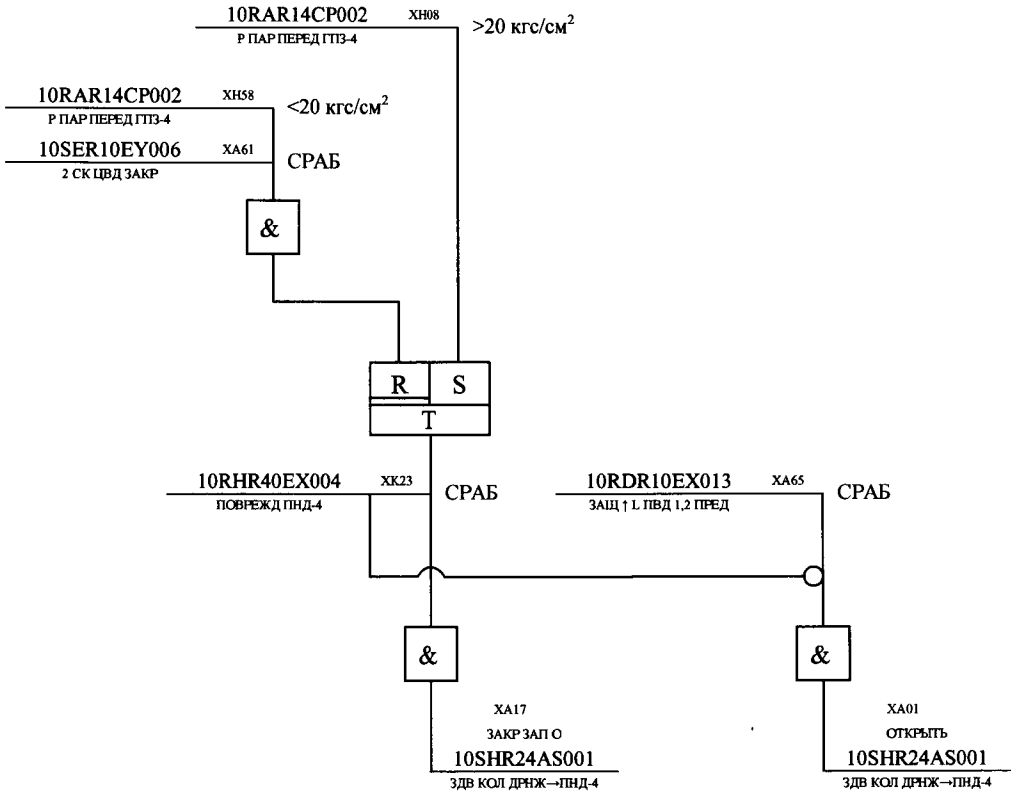 10RAR14CP002 XH08 >20 кгс/см²
Р ПАР ПЕРЕД ГПЗ-4
10RAR14CP002 XH58 <20 кгс/см²
Р ПАР ПЕРЕД ГПЗ-4
10SER10EY006 XA61 СРАБ
2 СК ЦВД ЗАКР
&
R S
T
10RHR40EX004 XK23 СРАБ
ПОВРЕЖД ПНД-4
10RDR10EX013 XA65 СРАБ
ЗАЩ ↑ L ПВД 1,2 ПРЕД
& &
XA17
ЗАКР ЗАП О
10SHR24AS001
ЗДВ КОЛ ДРНЖ→ПНД-4
XA01
ОТКРЫТЬ
10SHR24AS001
ЗДВ КОЛ ДРНЖ→ПНД-4